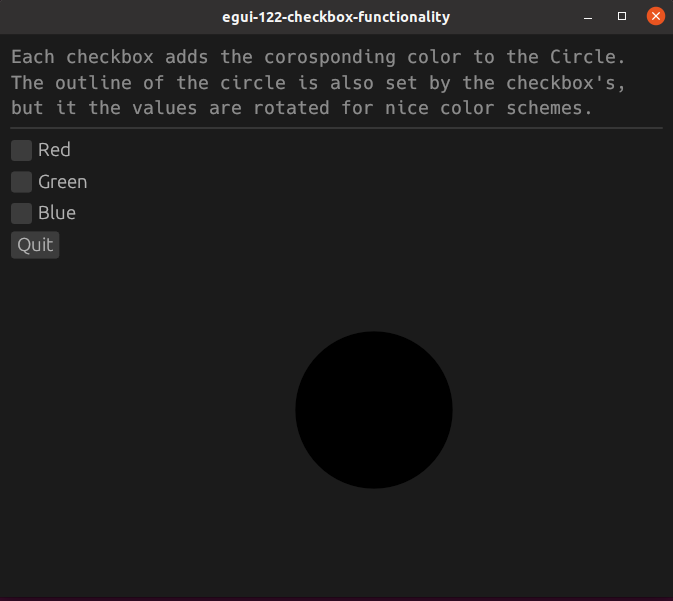 egui-122-checkbox-functionality
Each checkbox adds the corosponding color to the Circle.
The outline of the circle is also set by the checkbox's,
but it the values are rotated for nice color schemes.
Red
Green
Blue
Quit